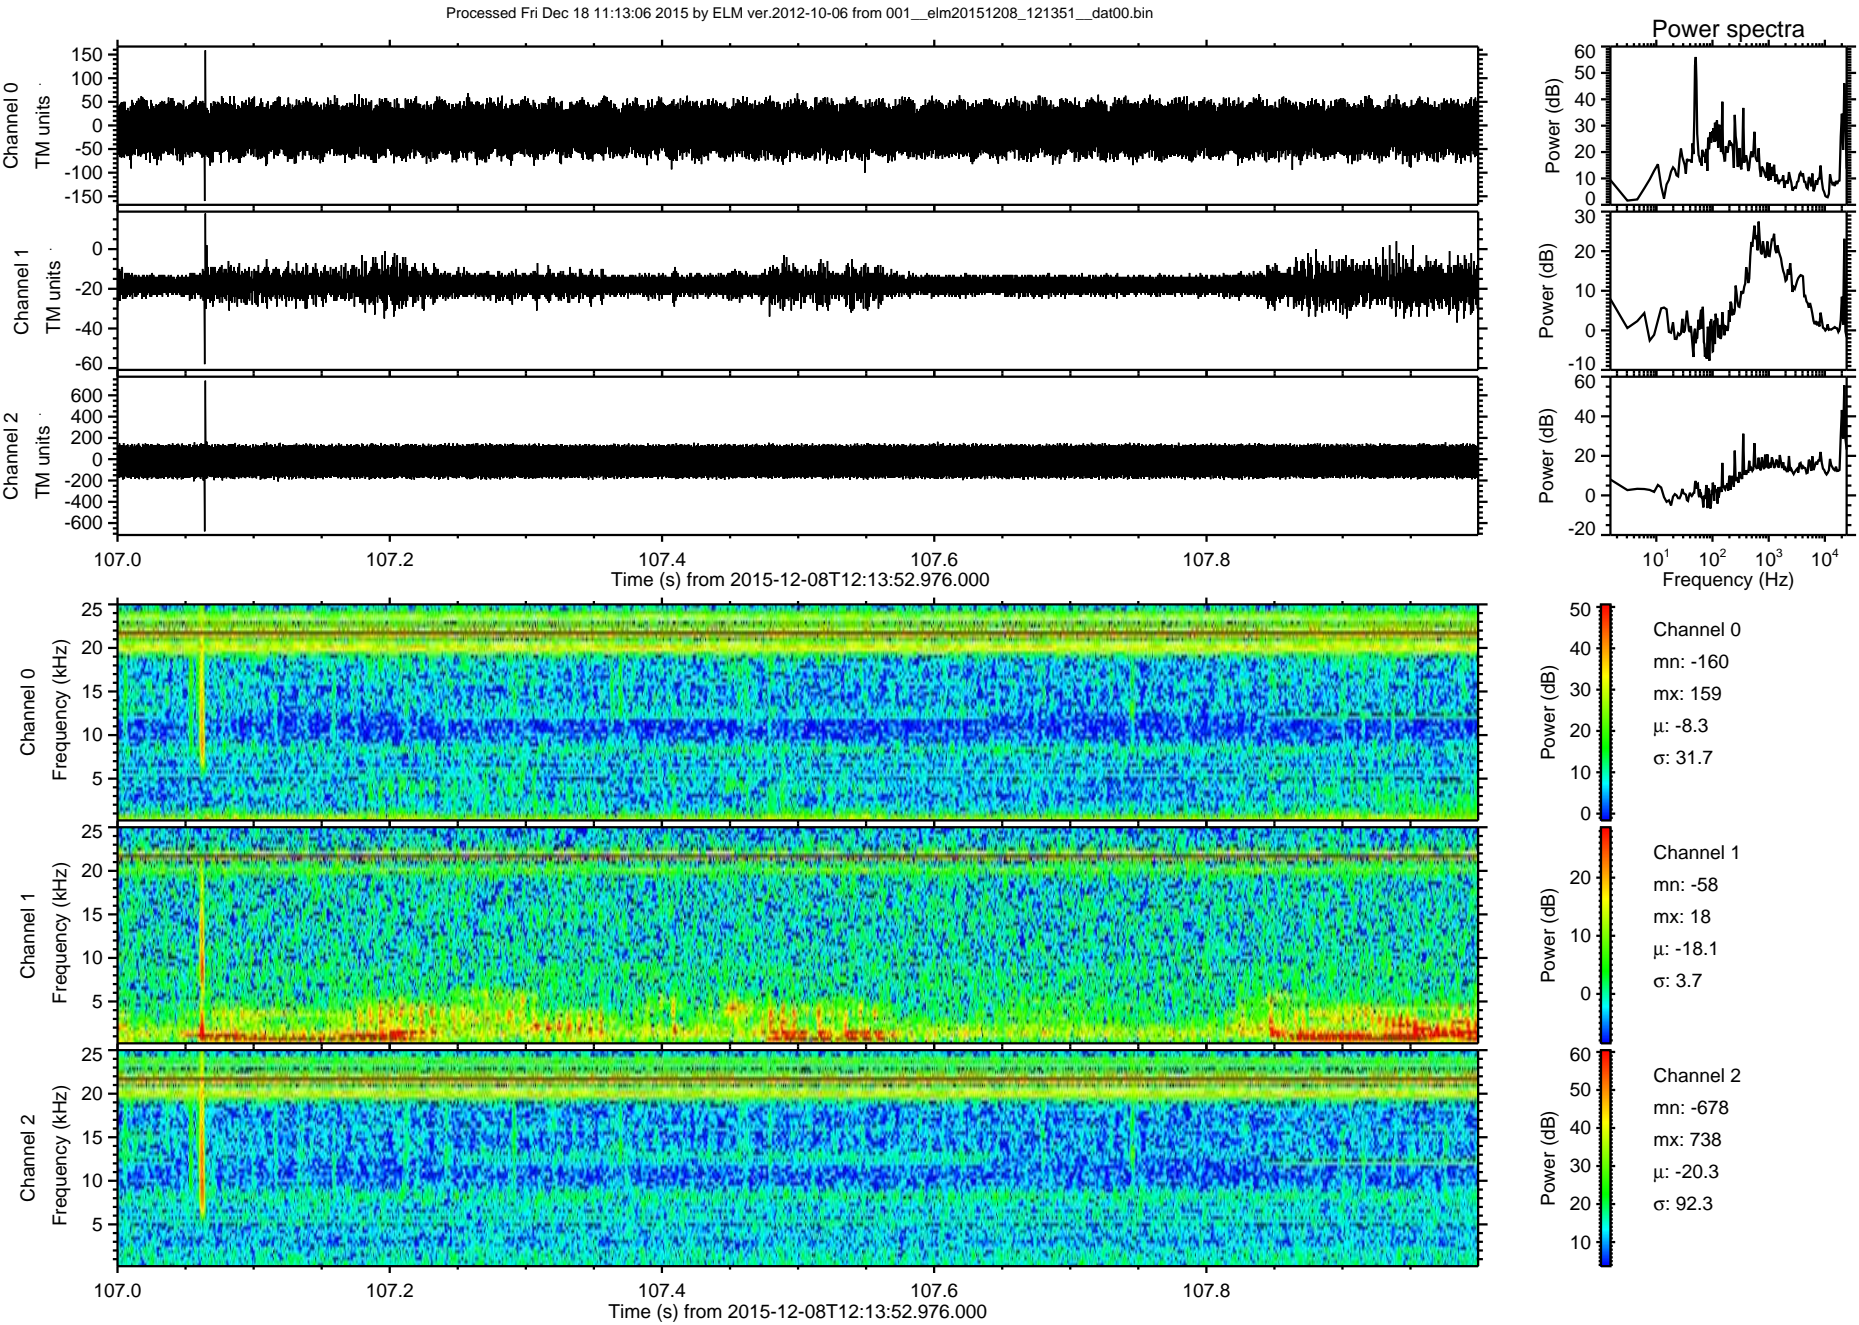 Processed Fri Dec 18 11:13:06 2015 by ELM ver.2012-10-06 from 001__elm20151208_121351__dat00.bin
Power spectra
Channel 0
TM units
150
100
50
0
-50
-100
-150
Power (dB)
60
50
40
30
20
10
0
Channel 1
TM units
0
-20
-40
-60
Power (dB)
30
20
10
0
-10
Channel 2
TM units
600
400
200
0
-200
-400
-600
Power (dB)
60
40
20
0
-20
107.0 107.2 107.4 107.6 107.8
Time (s) from 2015-12-08T12:13:52.976.000
10¹ 10² 10³ 10⁴
Frequency (Hz)
Channel 0
Frequency (kHz)
25
20
15
10
5
Power (dB)
50
40
30
20
10
0
Channel 0
mn: -160
mx: 159
μ: -8.3
σ: 31.7
Channel 1
Frequency (kHz)
25
20
15
10
5
Power (dB)
20
10
0
Channel 1
mn: -58
mx: 18
μ: -18.1
σ: 3.7
Channel 2
Frequency (kHz)
25
20
15
10
5
Power (dB)
60
50
40
30
20
10
Channel 2
mn: -678
mx: 738
μ: -20.3
σ: 92.3
107.0 107.2 107.4 107.6 107.8
Time (s) from 2015-12-08T12:13:52.976.000